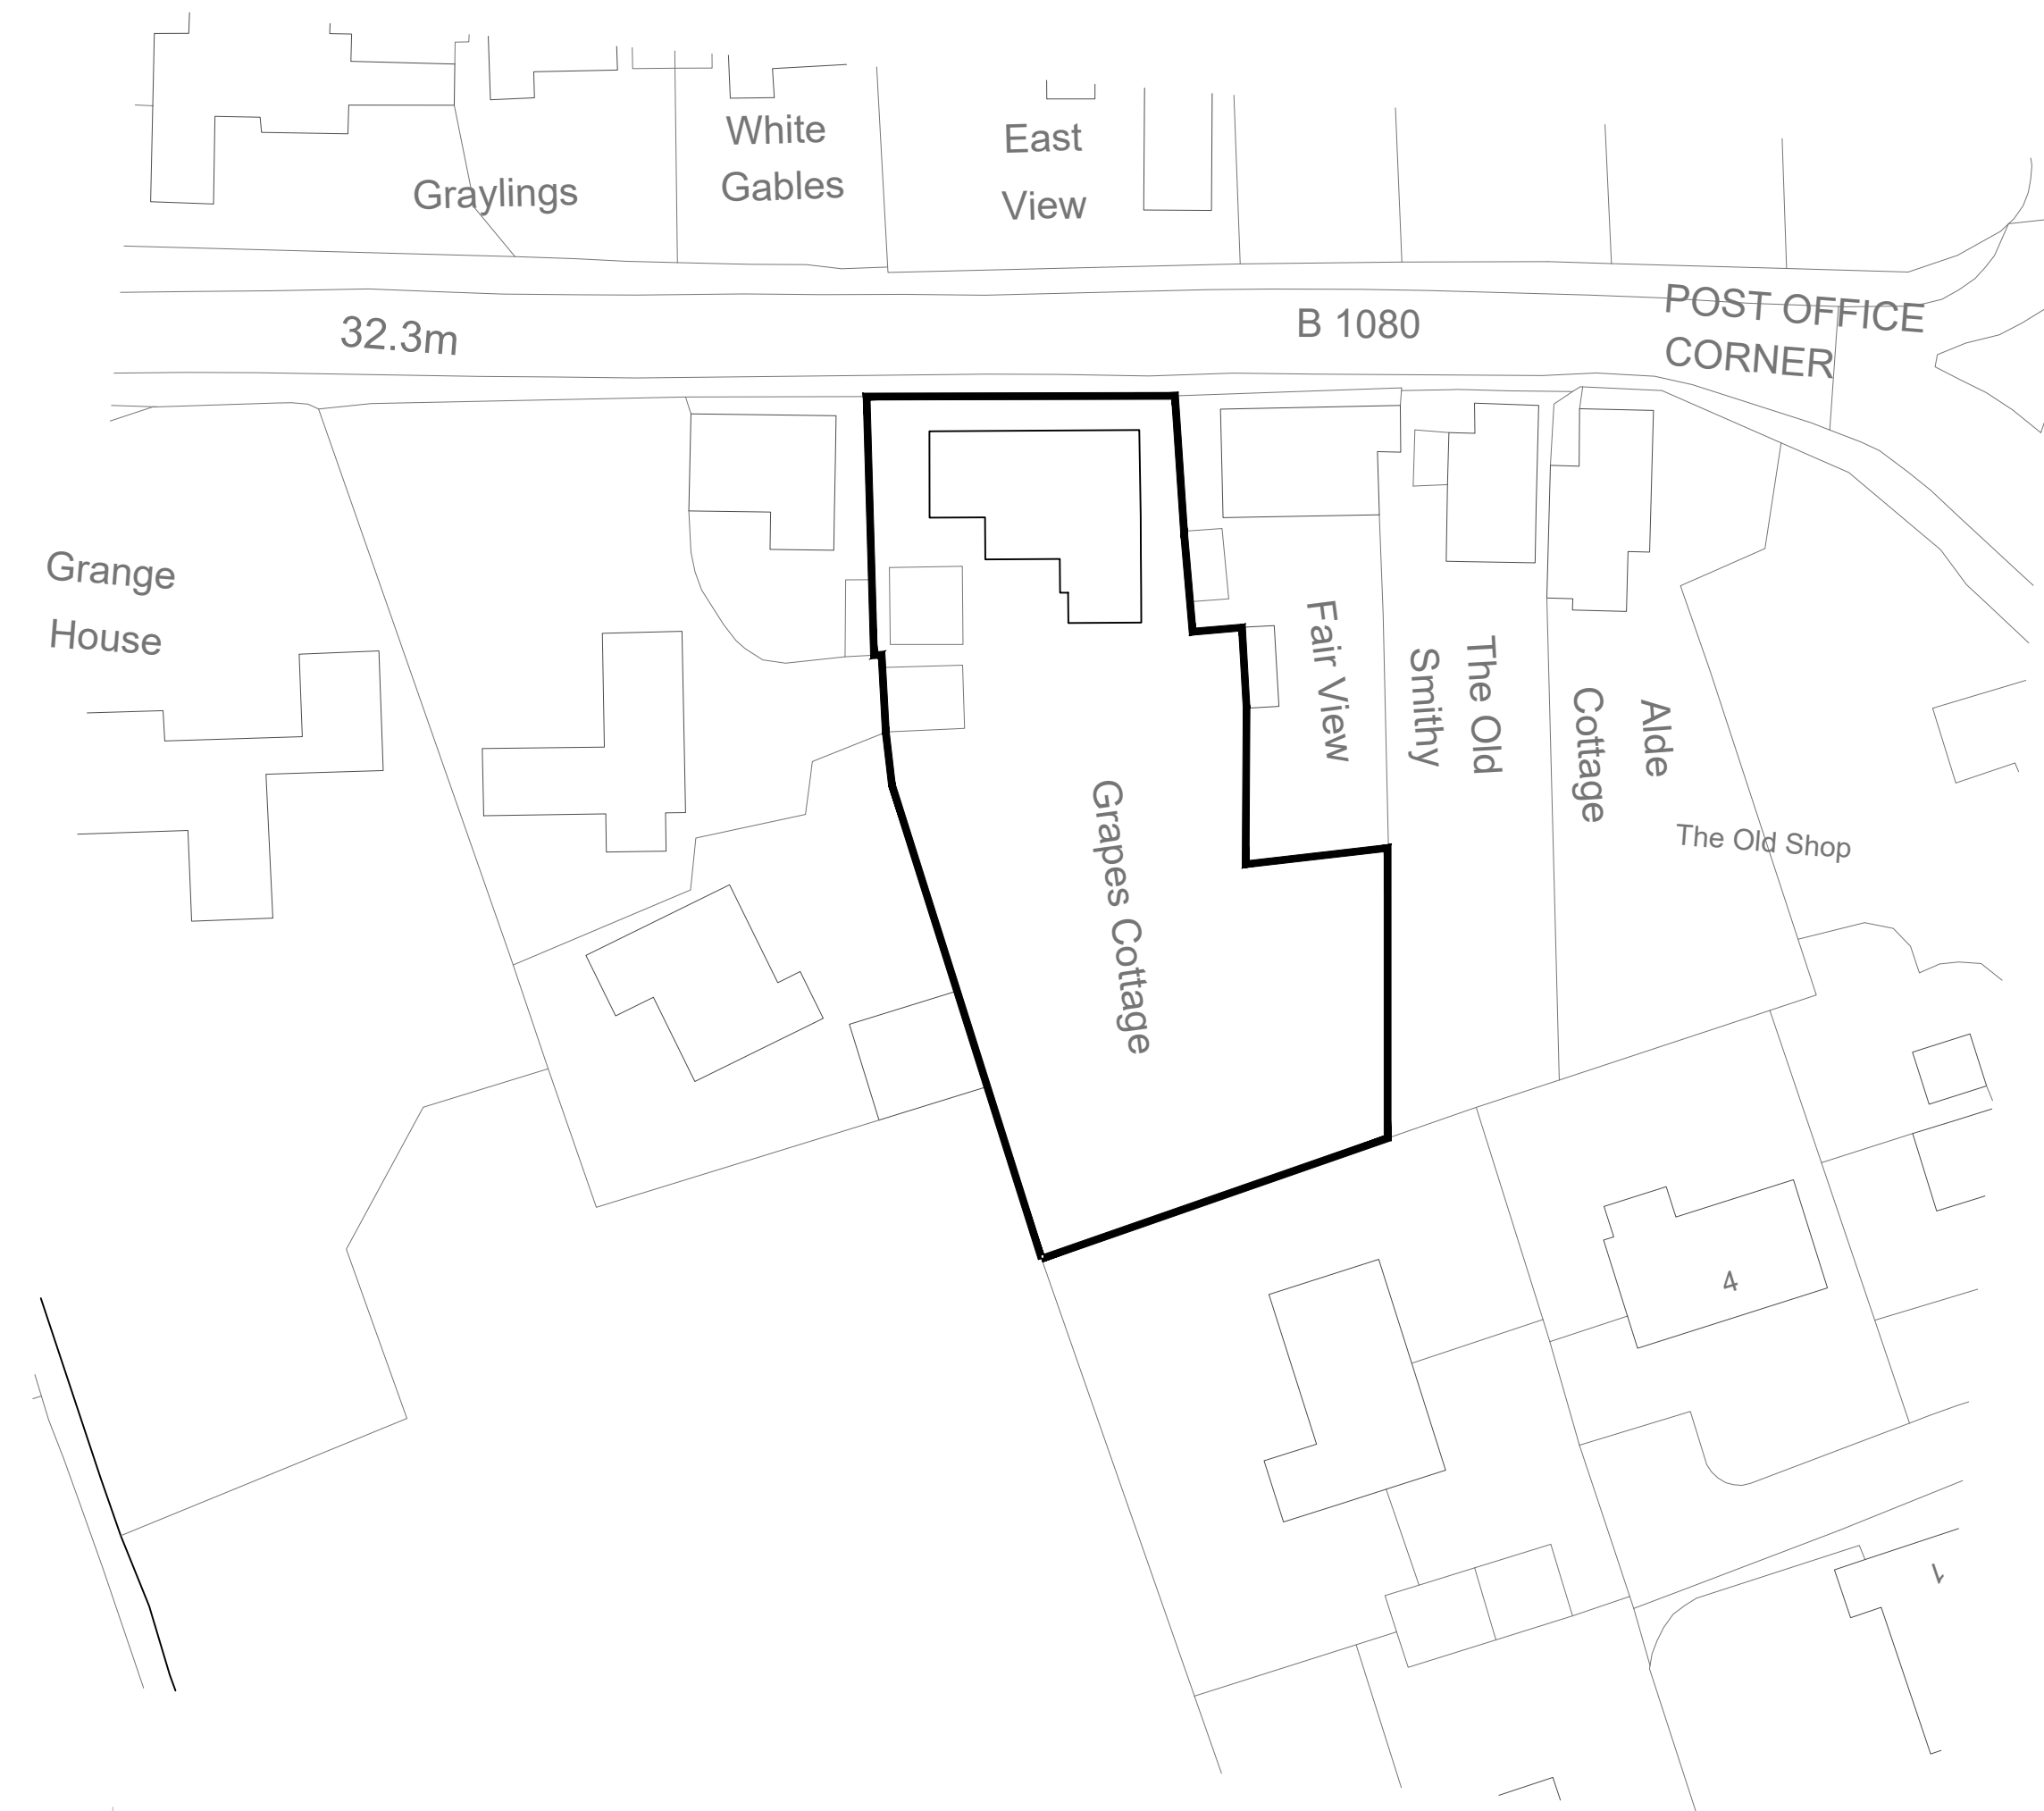 White
Gables
East
View
Graylings
POST OFFICE
CORNER
32.3m
B 1080
Grange
House
Fair View
The Old
Smithy
Alde
Cottage
Grapes Cottage
The Old Shop
4
1